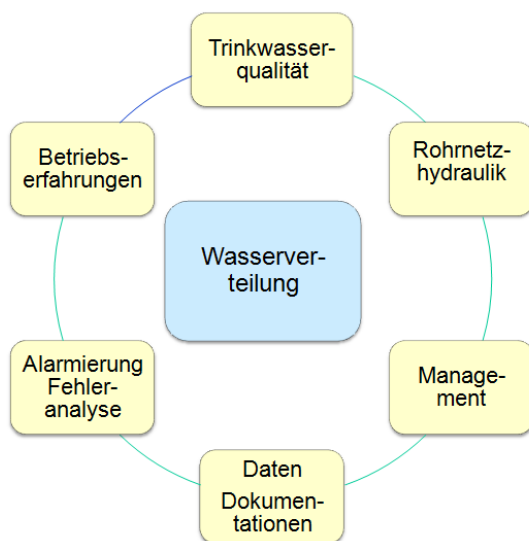 Trinkwasser-
qualität
Betriebs-
erfahrungen
Rohrnetz-
hydraulik
Wasserver-
teilung
Alarmierung
Fehler-
analyse
Manage-
ment
Daten
Dokumen-
tationen